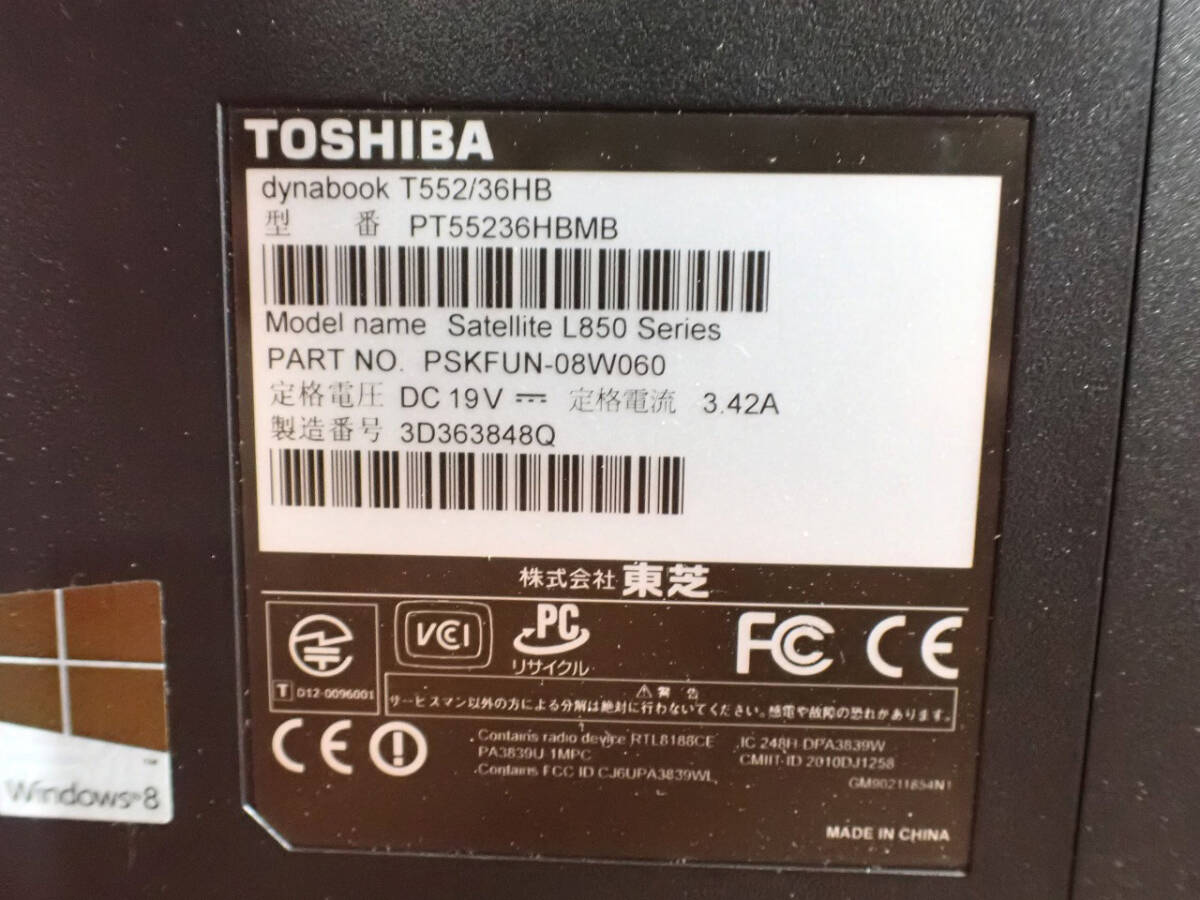 TOSHIBA
dynabook T552/36HB
型 番 PT55236HBMB
Model name Satellite L850 Series
PART NO. PSKFUN-08W060
定格電圧 DC 19V 定格電流 3.42A
製造番号 3D363848Q
株式会社 東芝
VCCI PC FCC CE
リサイクル
T D12-0096001
⚠ 警 告
サービスマン以外の方による分解は絶対に行わないでください。感電や故障の恐れがあります。
CE
Contains radio device RTL8188CE IC 248H-DPA3839W
PA3839U 1MPC CMIIT-ID 2010DJ1258
Contains FCC ID CJ6UPA3839WL
GM90211854N1
MADE IN CHINA
Windows®8